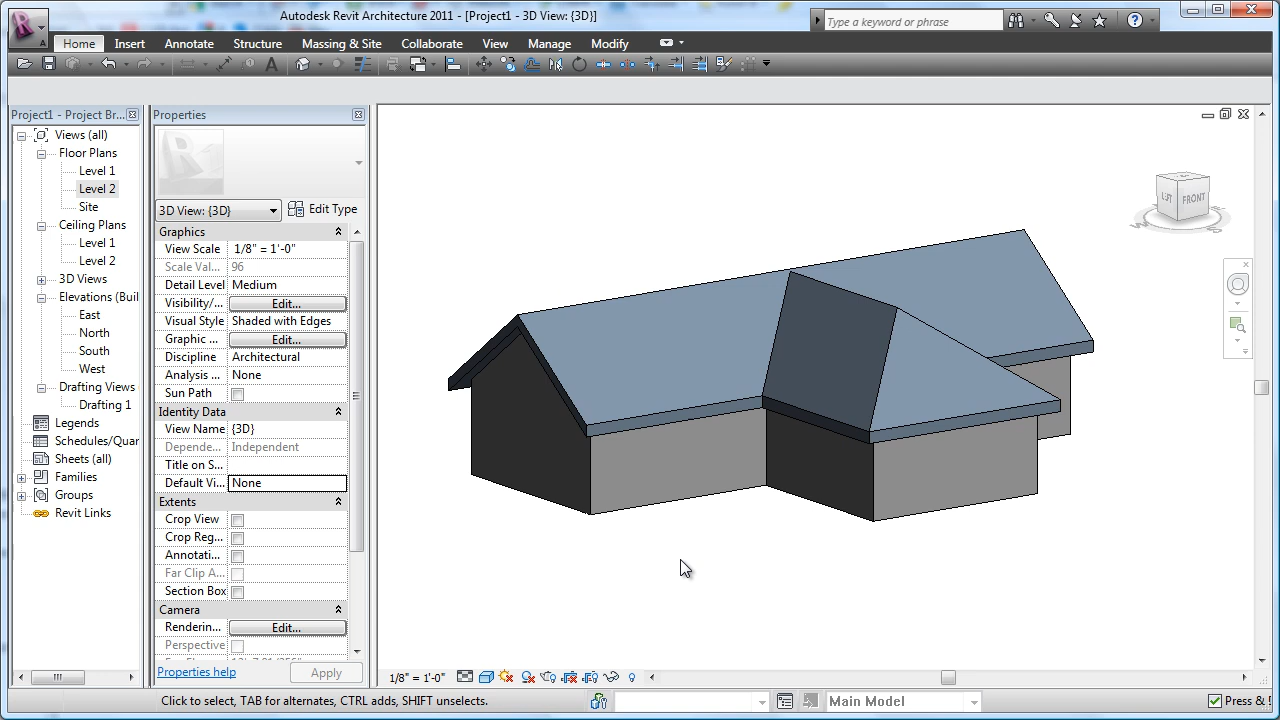 Autodesk Revit Architecture 2011 - [Project1 - 3D View {3D}]
Type a keyword or phrase
Home Insert Annotate Structure Massing & Site Collaborate View Manage Modify
Project1 - Project Br...
Views (all)
Floor Plans
Level 1
Level 2
Site
Ceiling Plans
Level 1
Level 2
3D Views
Elevations (Buil
East
North
South
West
Drafting Views
Drafting 1
Legends
Schedules/Quar
Sheets (all)
Families
Groups
Revit Links
Properties
3D View: {3D} Edit Type
Graphics
View Scale 1/8" = 1'-0"
Scale Val... 96
Detail Level Medium
Visibility/... Edit...
Visual Style Shaded with Edges
Graphic ... Edit...
Discipline Architectural
Analysis ... None
Sun Path
Identity Data
View Name {3D}
Depende... Independent
Title on S...
Default Vi... None
Extents
Crop View
Crop Reg...
Annotati...
Far Clip A...
Section Box
Camera
Renderin... Edit...
Perspective
Properties help Apply
FRONT
1/8" = 1'-0"
Click to select, TAB for alternates, CTRL adds, SHIFT unselects.
Main Model
Press &